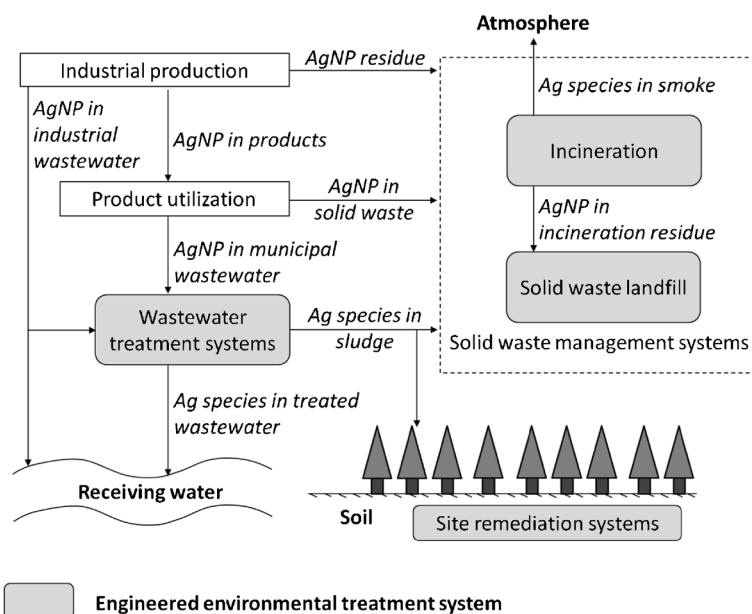 Atmosphere
Industrial production
AgNP residue
Ag species in smoke
AgNP in
industrial
wastewater
AgNP in products
Incineration
Product utilization
AgNP in
solid waste
AgNP in
incineration residue
AgNP in municipal
wastewater
Solid waste landfill
Wastewater
treatment systems
Ag species in
sludge
Solid waste management systems
Ag species in treated
wastewater
Receiving water
Soil
Site remediation systems
Engineered environmental treatment system